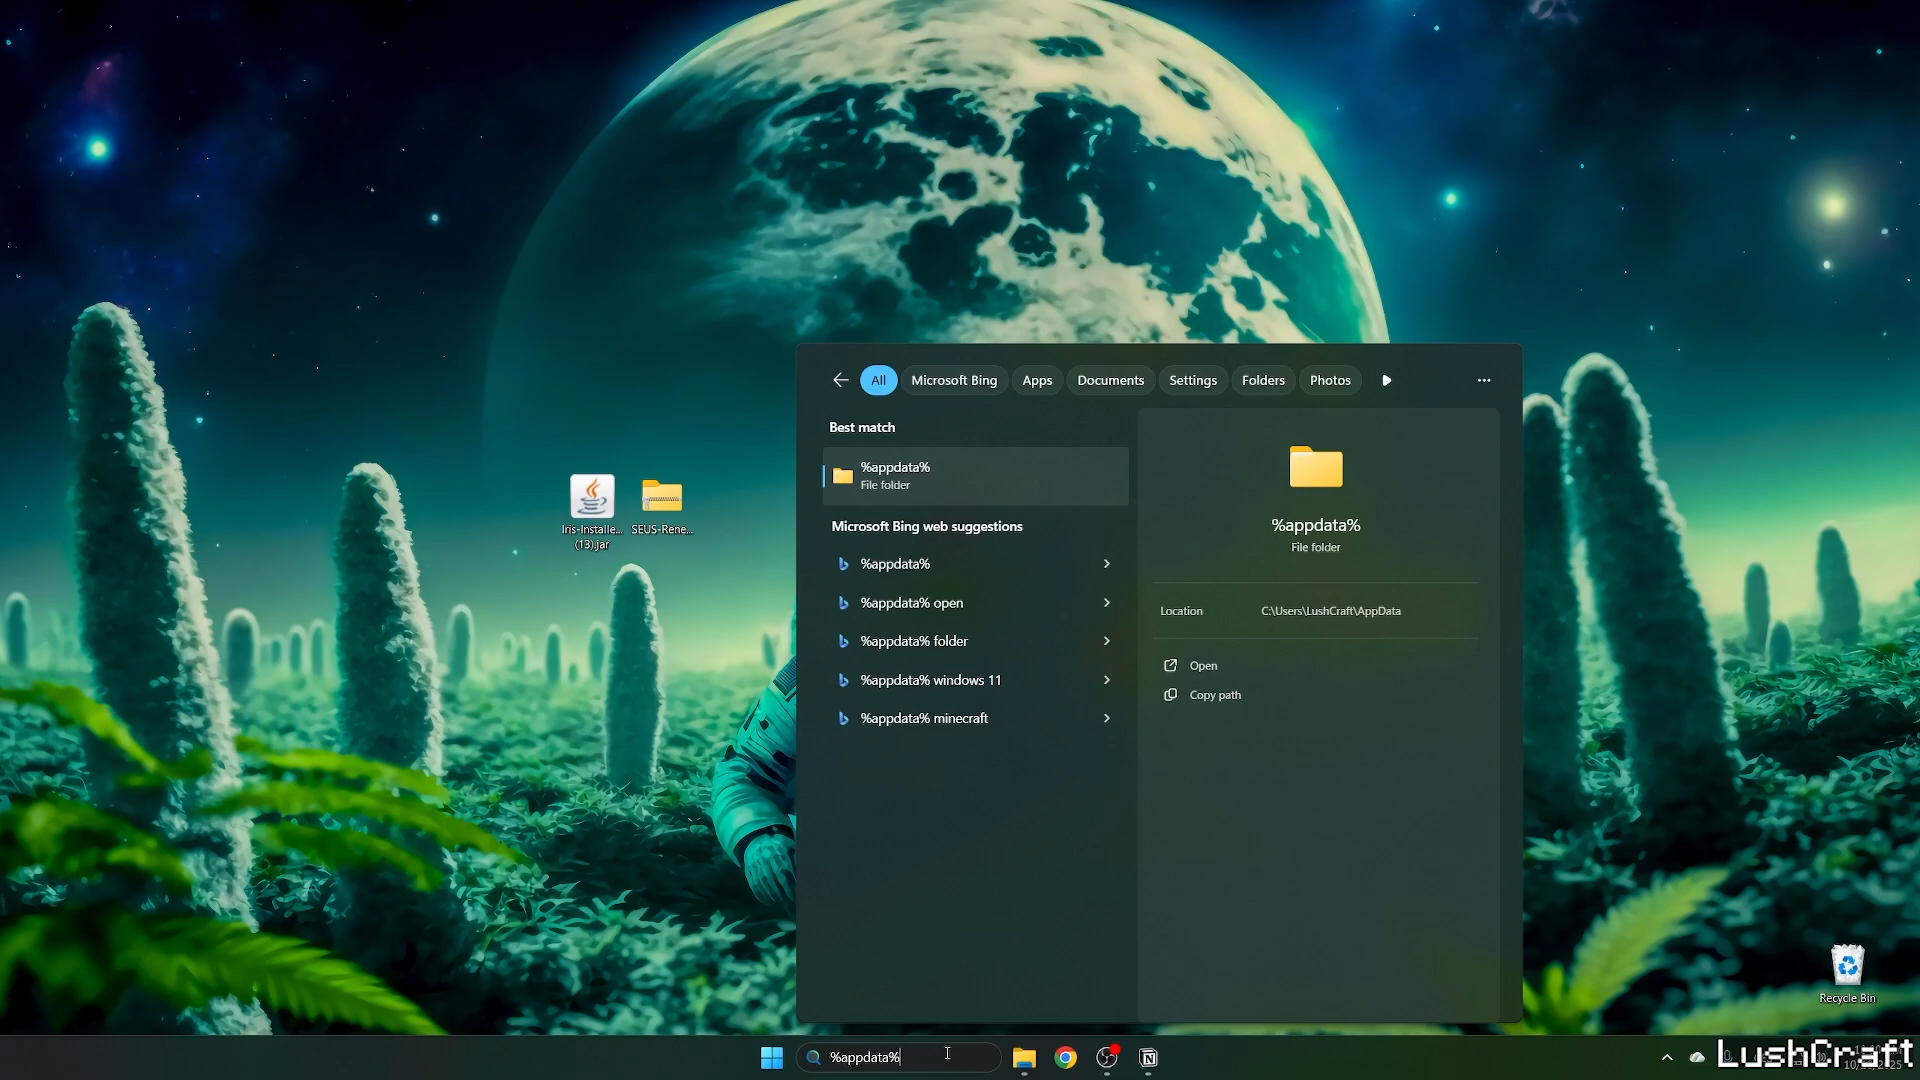 All
Microsoft Bing
Apps
Documents
Settings
Folders
Photos
Best match
%appdata%
File folder
Microsoft Bing web suggestions
%appdata%
%appdata% open
%appdata% folder
%appdata% windows 11
%appdata% minecraft
%appdata%
File folder
Location
C:\Users\LushCraft\AppData
Open
Copy path
Iris-Installe...
(13).jar
SEUS-Rene...
Recycle Bin
%appdata%
LushCraft